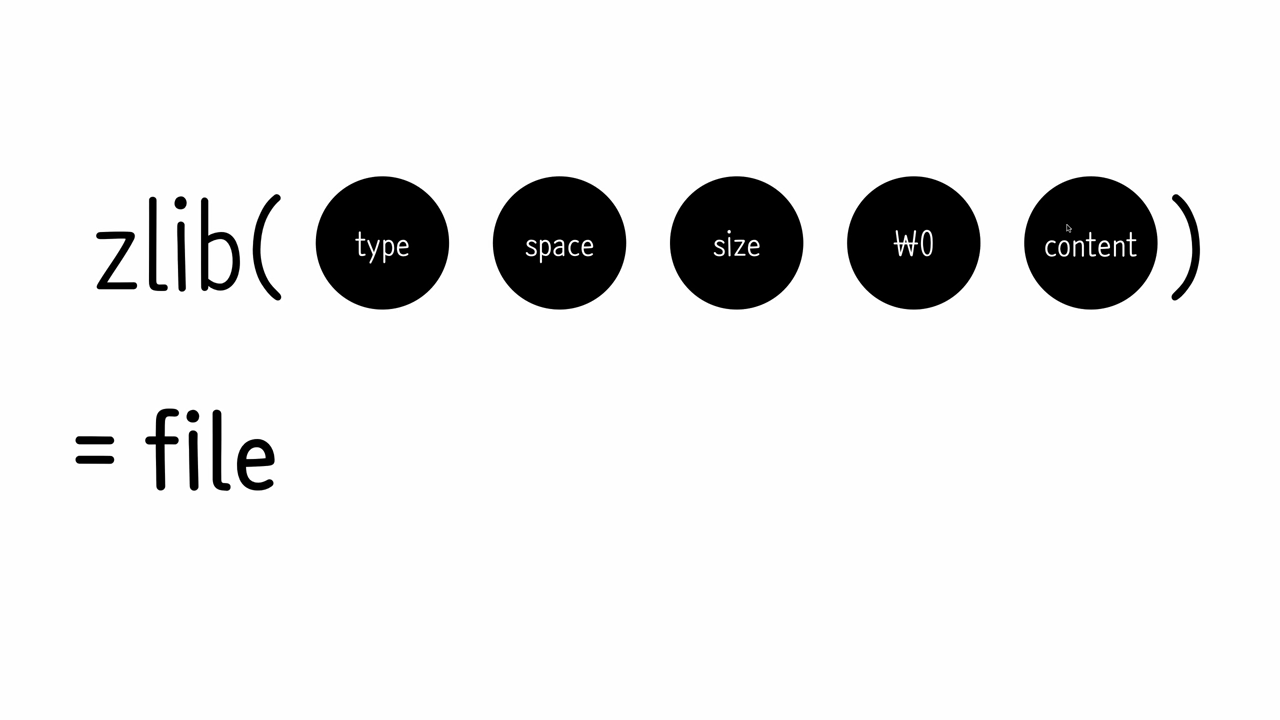 zlib( type space size ₩0 content )
= file